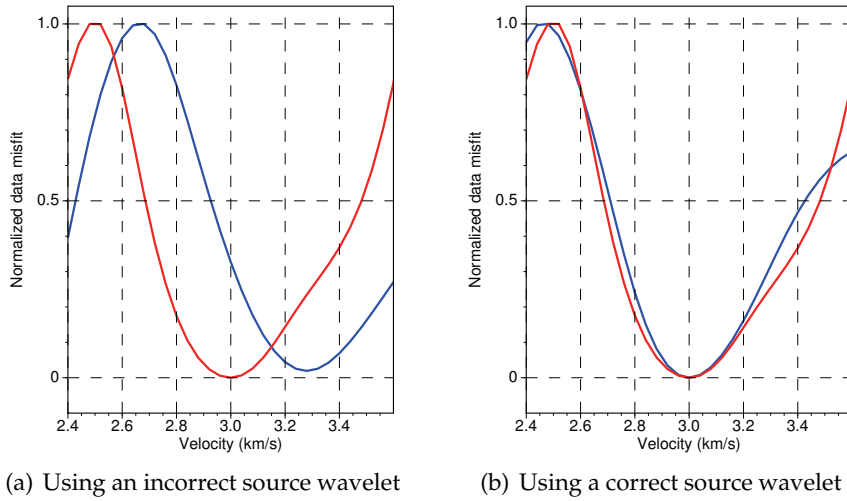 1.0
0.5
0
Normalized data misfit
2.4 2.6 2.8 3.0 3.2 3.4
Velocity (km/s)
(a) Using an incorrect source wavelet
1.0
0.5
0
Normalized data misfit
2.4 2.6 2.8 3.0 3.2 3.4
Velocity (km/s)
(b) Using a correct source wavelet